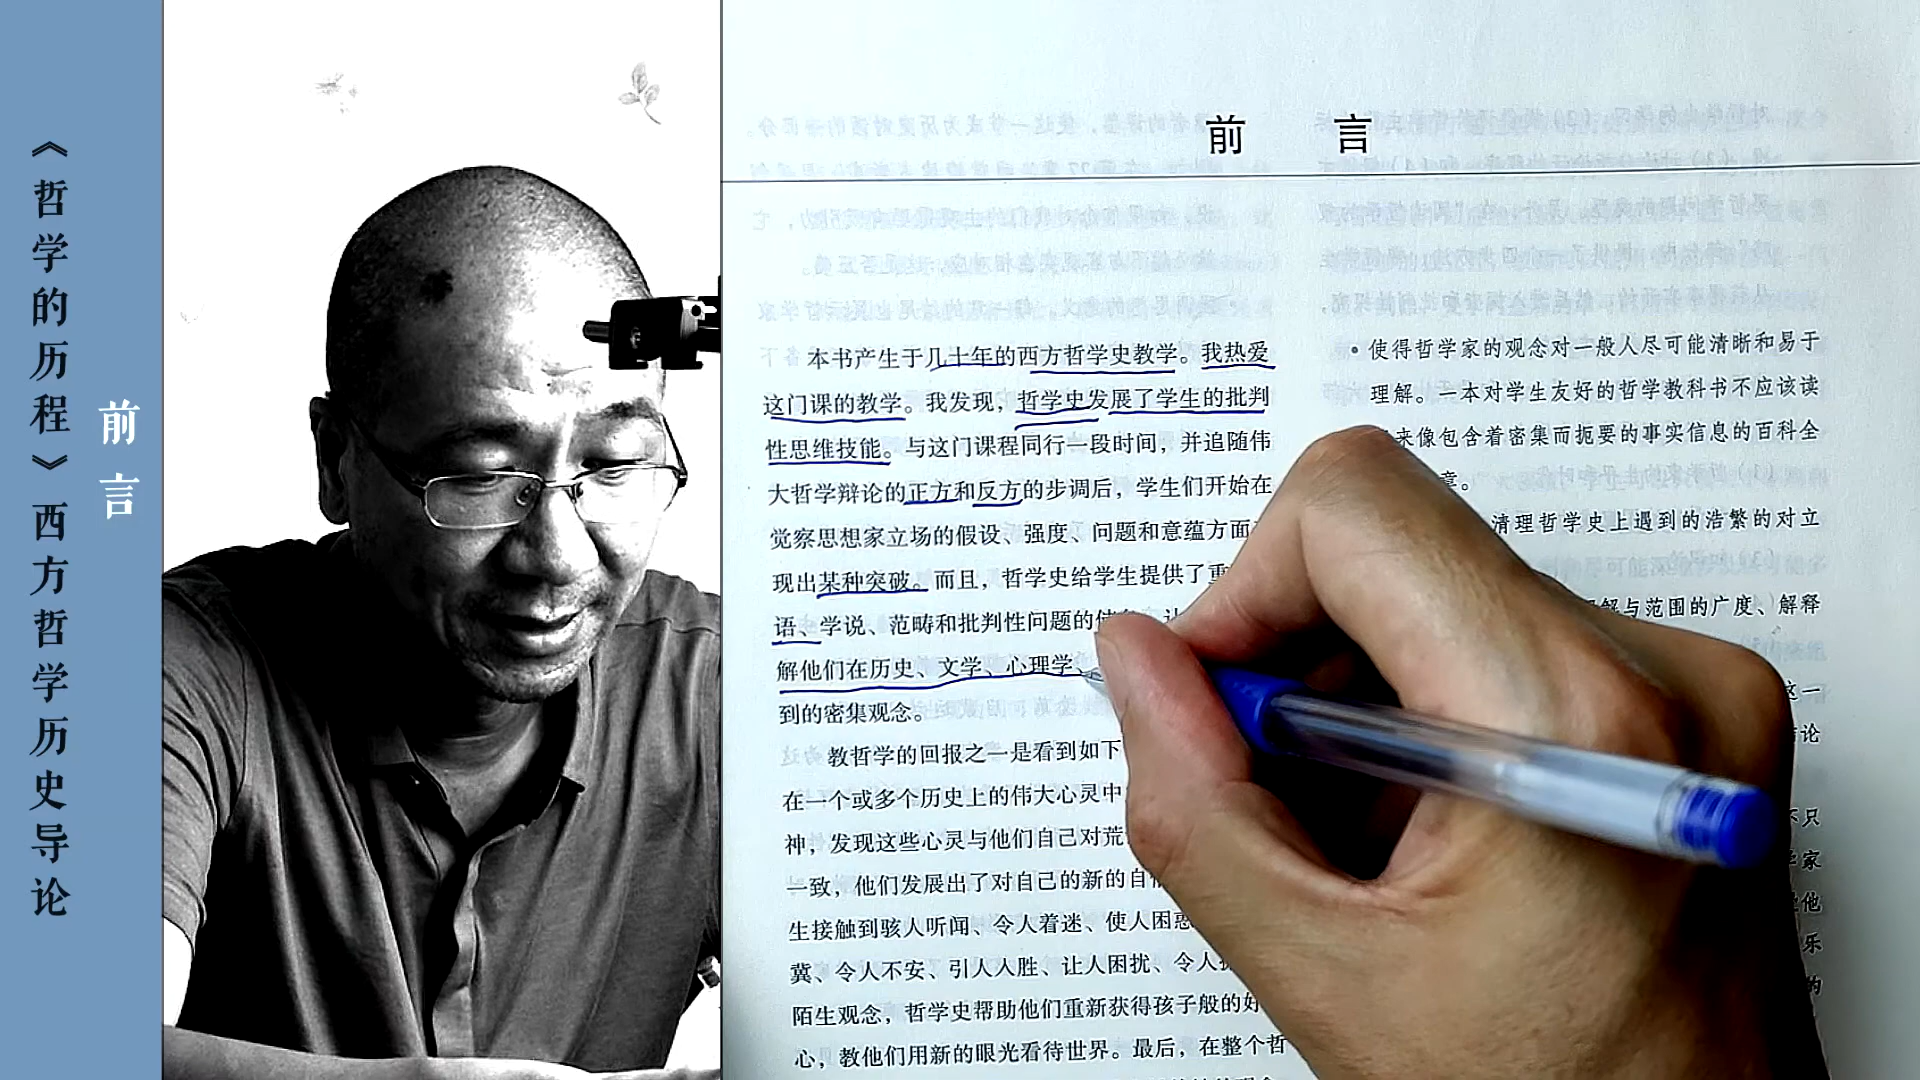 《哲学的历程》西方哲学历史导论
前言
前 言
本书产生于几十年的西方哲学史教学。我热爱
这门课的教学。我发现，哲学史发展了学生的批判
性思维技能。与这门课程同行一段时间，并追随伟
大哲学辩论的正方和反方的步调后，学生们开始在
觉察思想家立场的假设、强度、问题和意蕴方面
现出某种突破。而且，哲学史给学生提供了重
语、学说、范畴和批判性问题的
解他们在历史、文学、心理学、
到的密集观念。
教哲学的回报之一是看到如下
在一个或多个历史上的伟大心灵中
神，发现这些心灵与他们自己对荒
一致，他们发展出了对自己的新的自
生接触到骇人听闻、令人着迷、使人困惑
冀、令人不安、引人入胜、让人困扰、令人
陌生观念，哲学史帮助他们重新获得孩子般的好
心，教他们用新的眼光看待世界。最后，在整个哲
• 使得哲学家的观念对一般人尽可能清晰和易于
理解。一本对学生友好的哲学教科书不应该读
来像包含着密集而扼要的事实信息的百科全
章。
清理哲学史上遇到的浩繁的对立
解与范围的广度、解释
这一
论
不只
家
他
乐
的